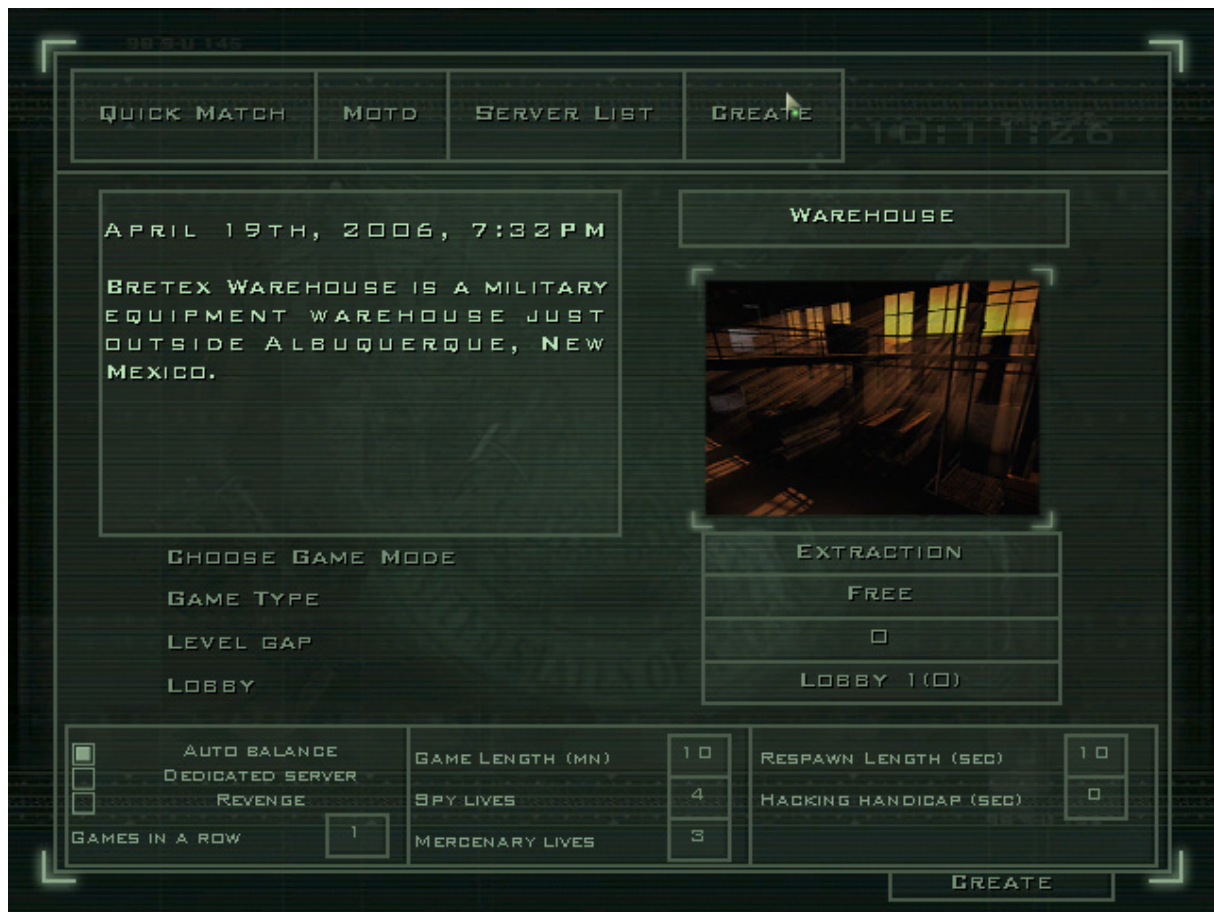 Quick Match
Motd
Server List
Create
10:11:26
April 19th, 2006, 7:32PM
Bretex Warehouse is a military
equipment warehouse just
outside Albuquerque, New
Mexico.
Warehouse
Choose Game Mode
Extraction
Game Type
Free
Level gap
0
Lobby
Lobby 1(0)
Auto balance
Dedicated server
Revenge
Games in a row
1
Game Length (mn)
10
Spy lives
4
Mercenary lives
3
Respawn Length (sec)
10
Hacking handicap (sec)
0
Create